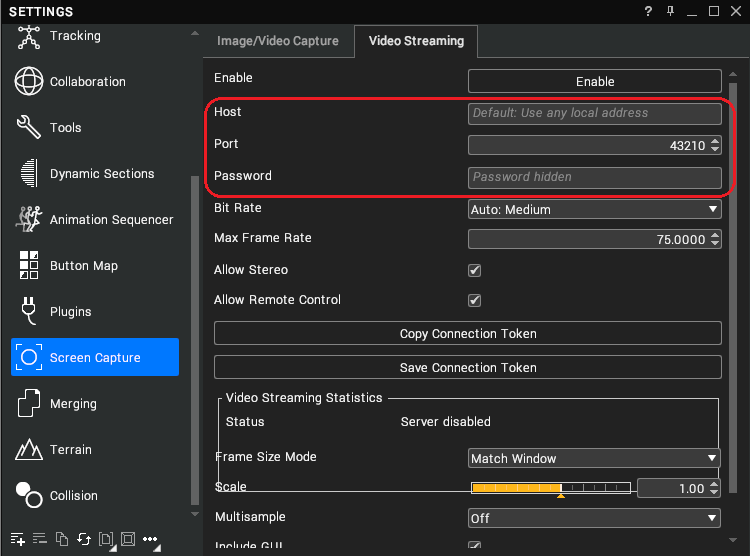 SETTINGS
?
Tracking
Collaboration
Tools
Dynamic Sections
Animation Sequencer
Button Map
Plugins
Screen Capture
Merging
Terrain
Collision
Image/Video Capture Video Streaming
Enable Enable
Host Default: Use any local address
Port 43210
Password Password hidden
Bit Rate Auto: Medium
Max Frame Rate 75.0000
Allow Stereo
Allow Remote Control
Copy Connection Token
Save Connection Token
Video Streaming Statistics
Status Server disabled
Frame Size Mode Match Window
Scale 1.00
Multisample Off
Include GUI